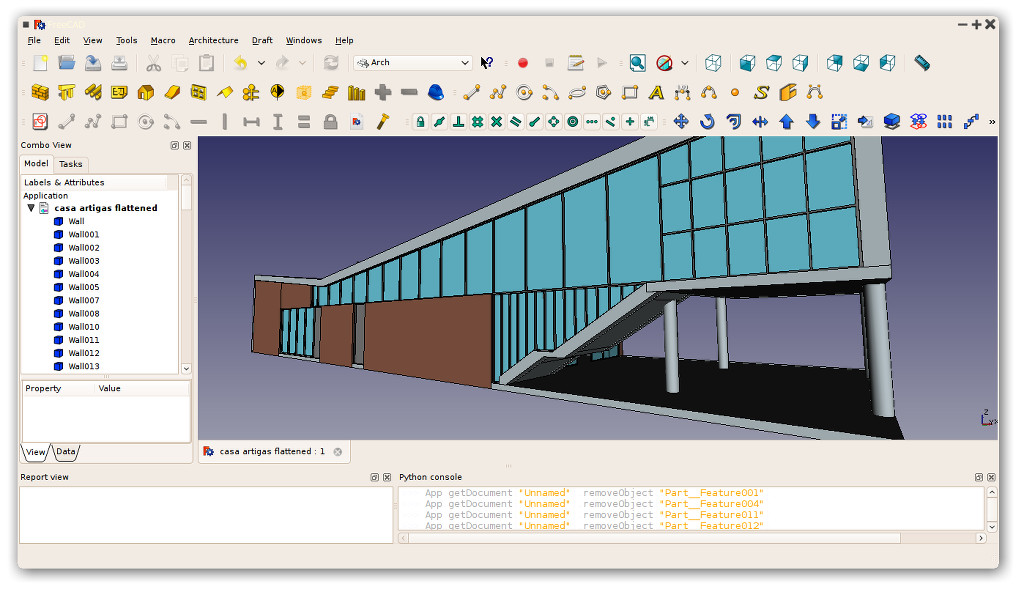 File Edit View Tools Macro Architecture Draft Windows Help
Arch
Combo View
Model Tasks
Labels & Attributes
Application
casa artigas flattened
Wall
Wall001
Wall002
Wall003
Wall004
Wall005
Wall007
Wall008
Wall010
Wall011
Wall012
Wall013
Property Value
View Data
casa artigas flattened : 1
Z
Report view
Python console
App getDocument "Unnamed" removeObject "Part__Feature001"
App getDocument "Unnamed" removeObject "Part__Feature004"
App getDocument "Unnamed" removeObject "Part__Feature011"
App getDocument "Unnamed" removeObject "Part__Feature012"